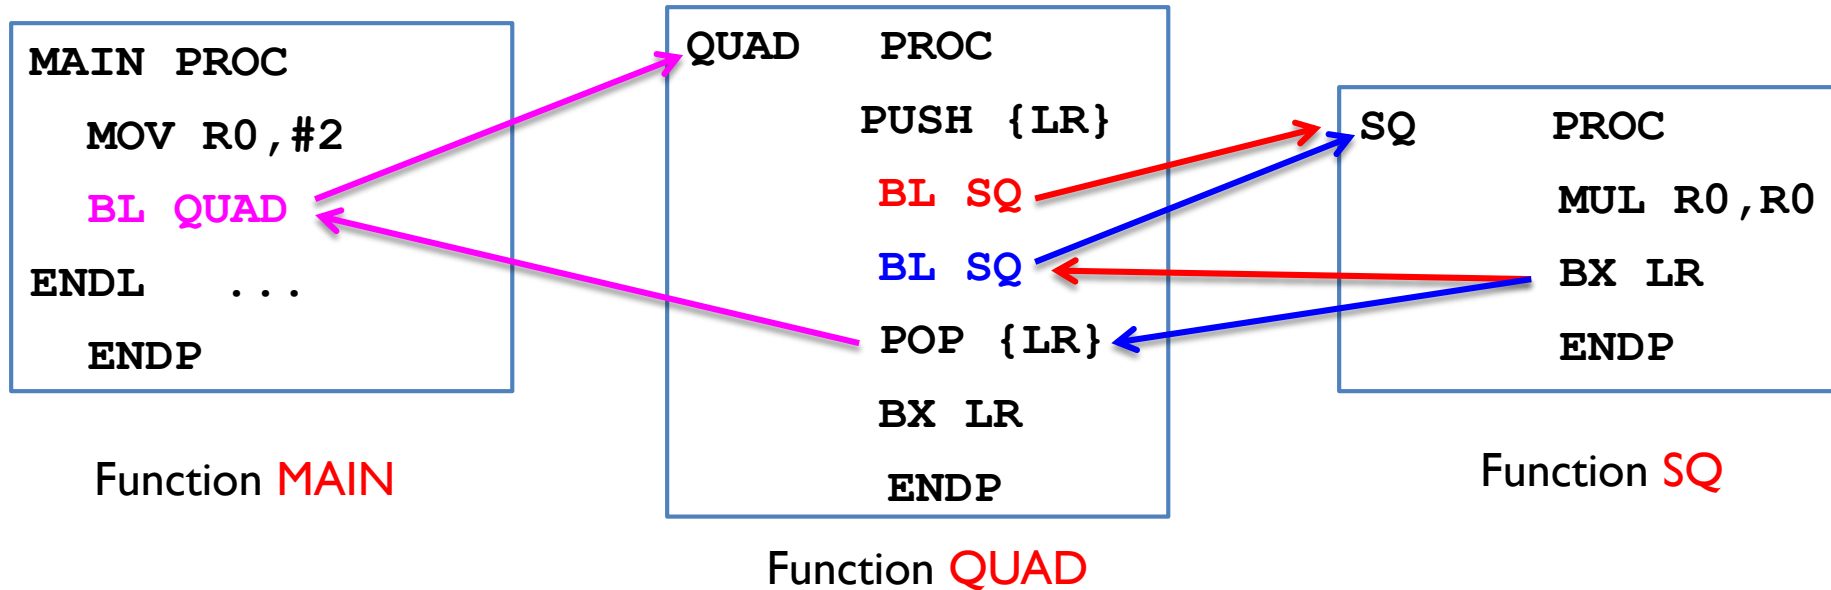 MAIN PROC
MOV R0,#2
BL QUAD
ENDL ...
ENDP
Function MAIN
QUAD PROC
PUSH {LR}
BL SQ
BL SQ
POP {LR}
BX LR
ENDP
Function QUAD
SQ PROC
MUL R0,R0
BX LR
ENDP
Function SQ